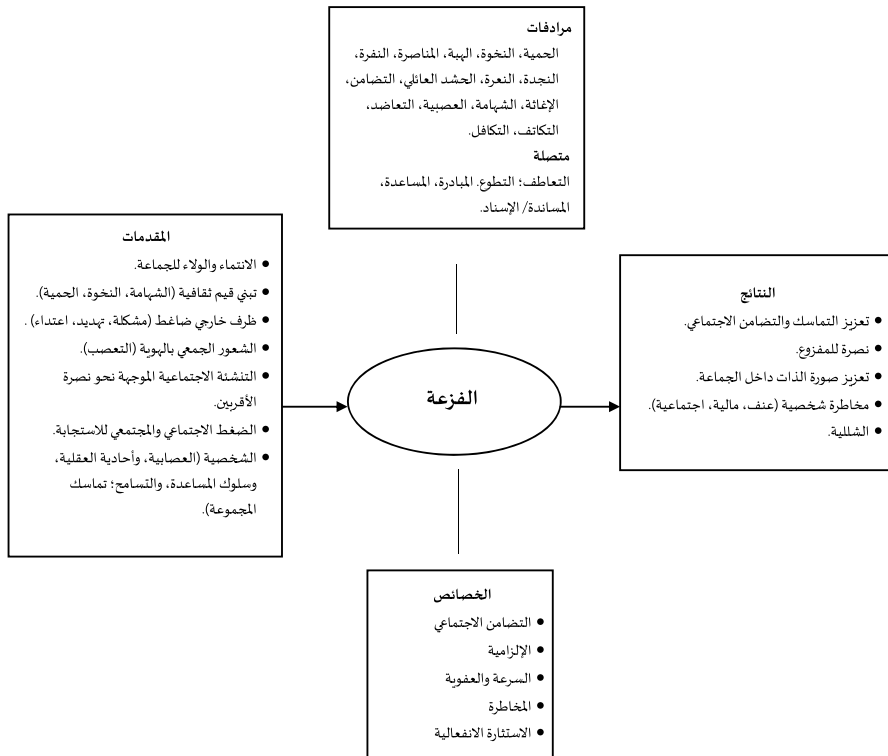 مرادفات
الحمية، النخوة، الهبة، المناصرة، النفرة،
النجدة، النعرة، الحشد العائلي، التضامن،
الإغاثة، الشهامة، العصبية، التعاضد،
التكاتف، التكافل.
متصلة
التعاطف؛ التطوع. المبادرة، المساعدة،
المساندة/ الإسناد.
المقدمات
• الانتماء والولاء للجماعة.
• تبني قيم ثقافية (الشهامة، النخوة، الحمية).
• ظرف خارجي ضاغط (مشكلة، تهديد، اعتداء) .
• الشعور الجمعي بالهوية (التعصب).
• التنشئة الاجتماعية الموجهة نحو نصرة
الأقربين.
• الضغط الاجتماعي والمجتمعي للاستجابة.
• الشخصية (العصابية، وأحادية العقلية،
وسلوك المساعدة، والتسامح؛ تماسك
المجموعة).
الفزعة
النتائج
• تعزيز التماسك والتضامن الاجتماعي.
• نصرة للمفزوع.
• تعزيز صورة الذات داخل الجماعة.
• مخاطرة شخصية (عنف، مالية، اجتماعية).
• الشللية.
الخصائص
• التضامن الاجتماعي
• الإلزامية
• السرعة والعفوية
• المخاطرة
• الاستثارة الانفعالية